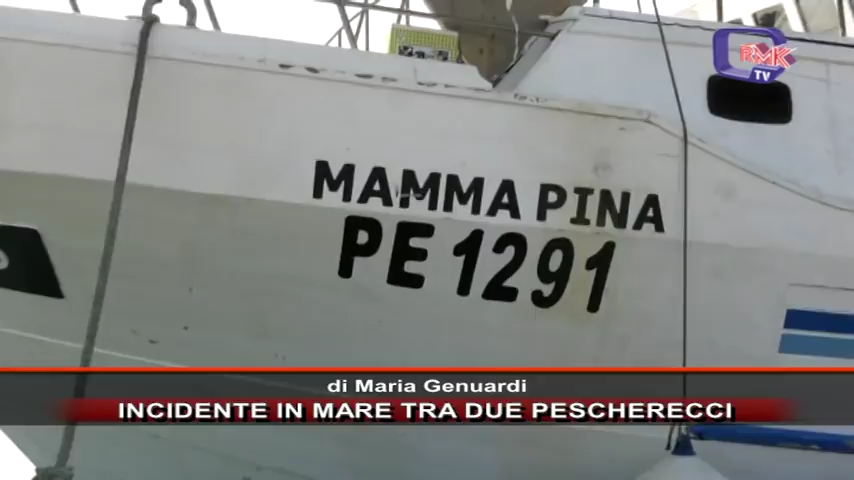 RMK
TV
MAMMA PINA
PE 1291
di Maria Genuardi
INCIDENTE IN MARE TRA DUE PESCHERECCI